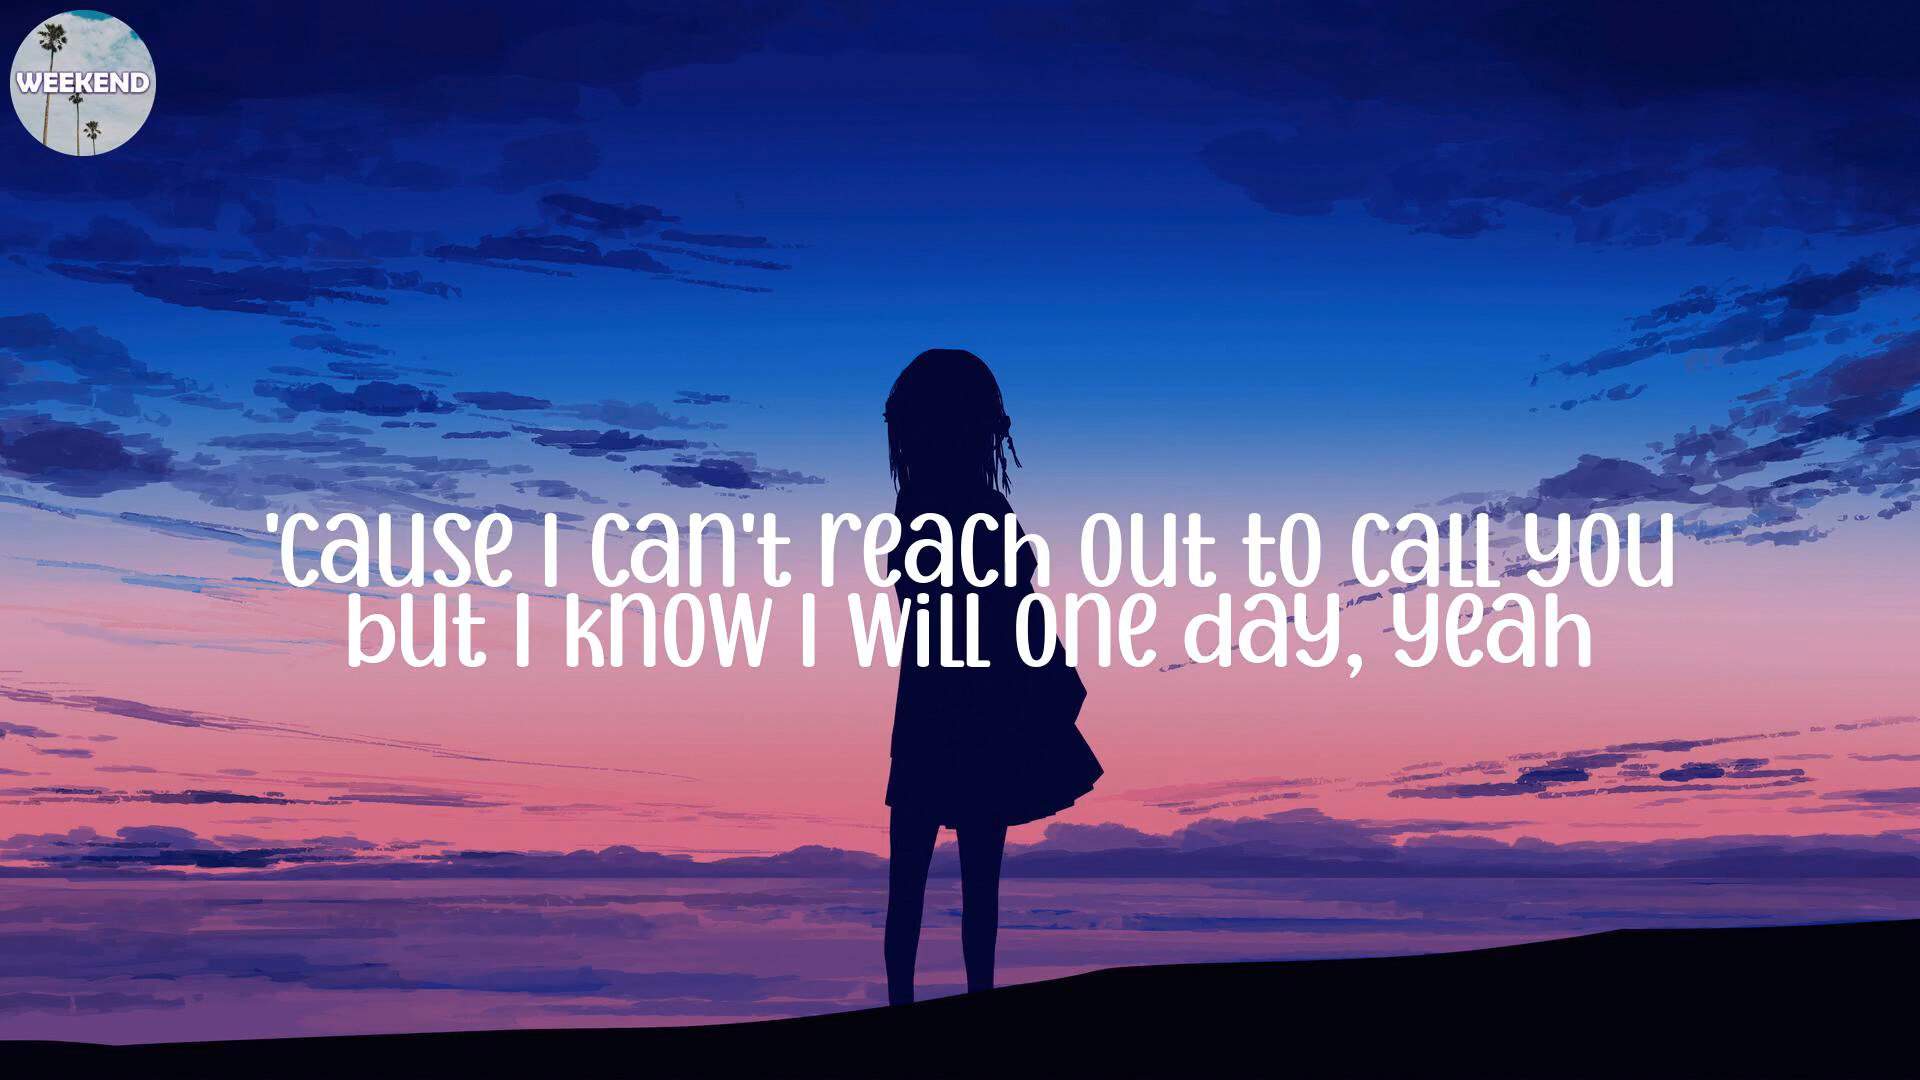 WEEKEND
'cause I can't reach out to call you
but I know I will one day, yeah